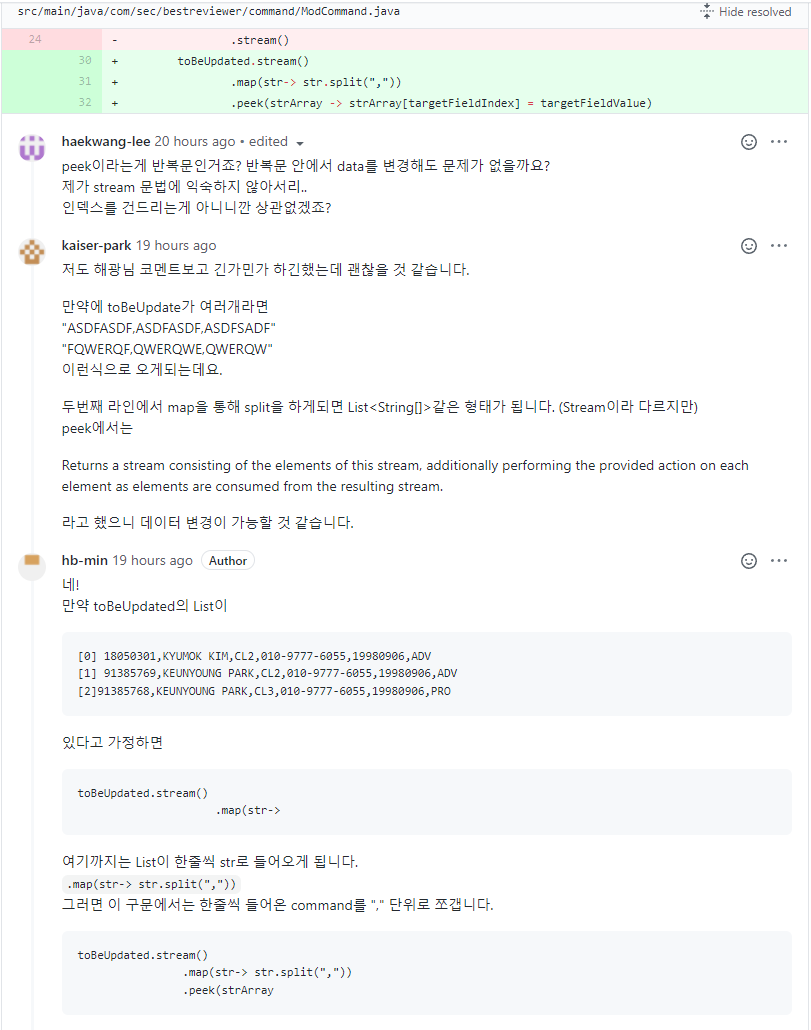 src/main/java/com/sec/bestreviewer/command/ModCommand.java Hide resolved
24 - .stream()
30 + toBeUpdated.stream()
31 + .map(str-> str.split(","))
32 + .peek(strArray -> strArray[targetFieldIndex] = targetFieldValue)
haekwang-lee 20 hours ago • edited
peek이라는게 반복문인거죠? 반복문 안에서 data를 변경해도 문제가 없을까요?
제가 stream 문법에 익숙하지 않아서리..
인덱스를 건드리는게 아니니깐 상관없겠죠?
kaiser-park 19 hours ago
저도 해광님 코멘트보고 긴가민가 하긴했는데 괜찮을 것 같습니다.
만약에 toBeUpdate가 여러개라면
"ASDFASDF,ASDFASDF,ASDFSADF"
"FQWERQF,QWERQWE,QWERQW"
이런식으로 오게되는데요.
두번째 라인에서 map을 통해 split을 하게되면 List<String[]>같은 형태가 됩니다. (Stream이라 다르지만)
peek에서는
Returns a stream consisting of the elements of this stream, additionally performing the provided action on each
element as elements are consumed from the resulting stream.
라고 했으니 데이터 변경이 가능할 것 같습니다.
hb-min 19 hours ago Author
네!
만약 toBeUpdated의 List이
[0] 18050301,KYUMOK KIM,CL2,010-9777-6055,19980906,ADV
[1] 91385769,KEUNYOUNG PARK,CL2,010-9777-6055,19980906,ADV
[2]91385768,KEUNYOUNG PARK,CL3,010-9777-6055,19980906,PRO
있다고 가정하면
toBeUpdated.stream()
.map(str->
여기까지는 List이 한줄씩 str로 들어오게 됩니다.
.map(str-> str.split(","))
그러면 이 구문에서는 한줄씩 들어온 command를 "," 단위로 쪼갭니다.
toBeUpdated.stream()
.map(str-> str.split(","))
.peek(strArray